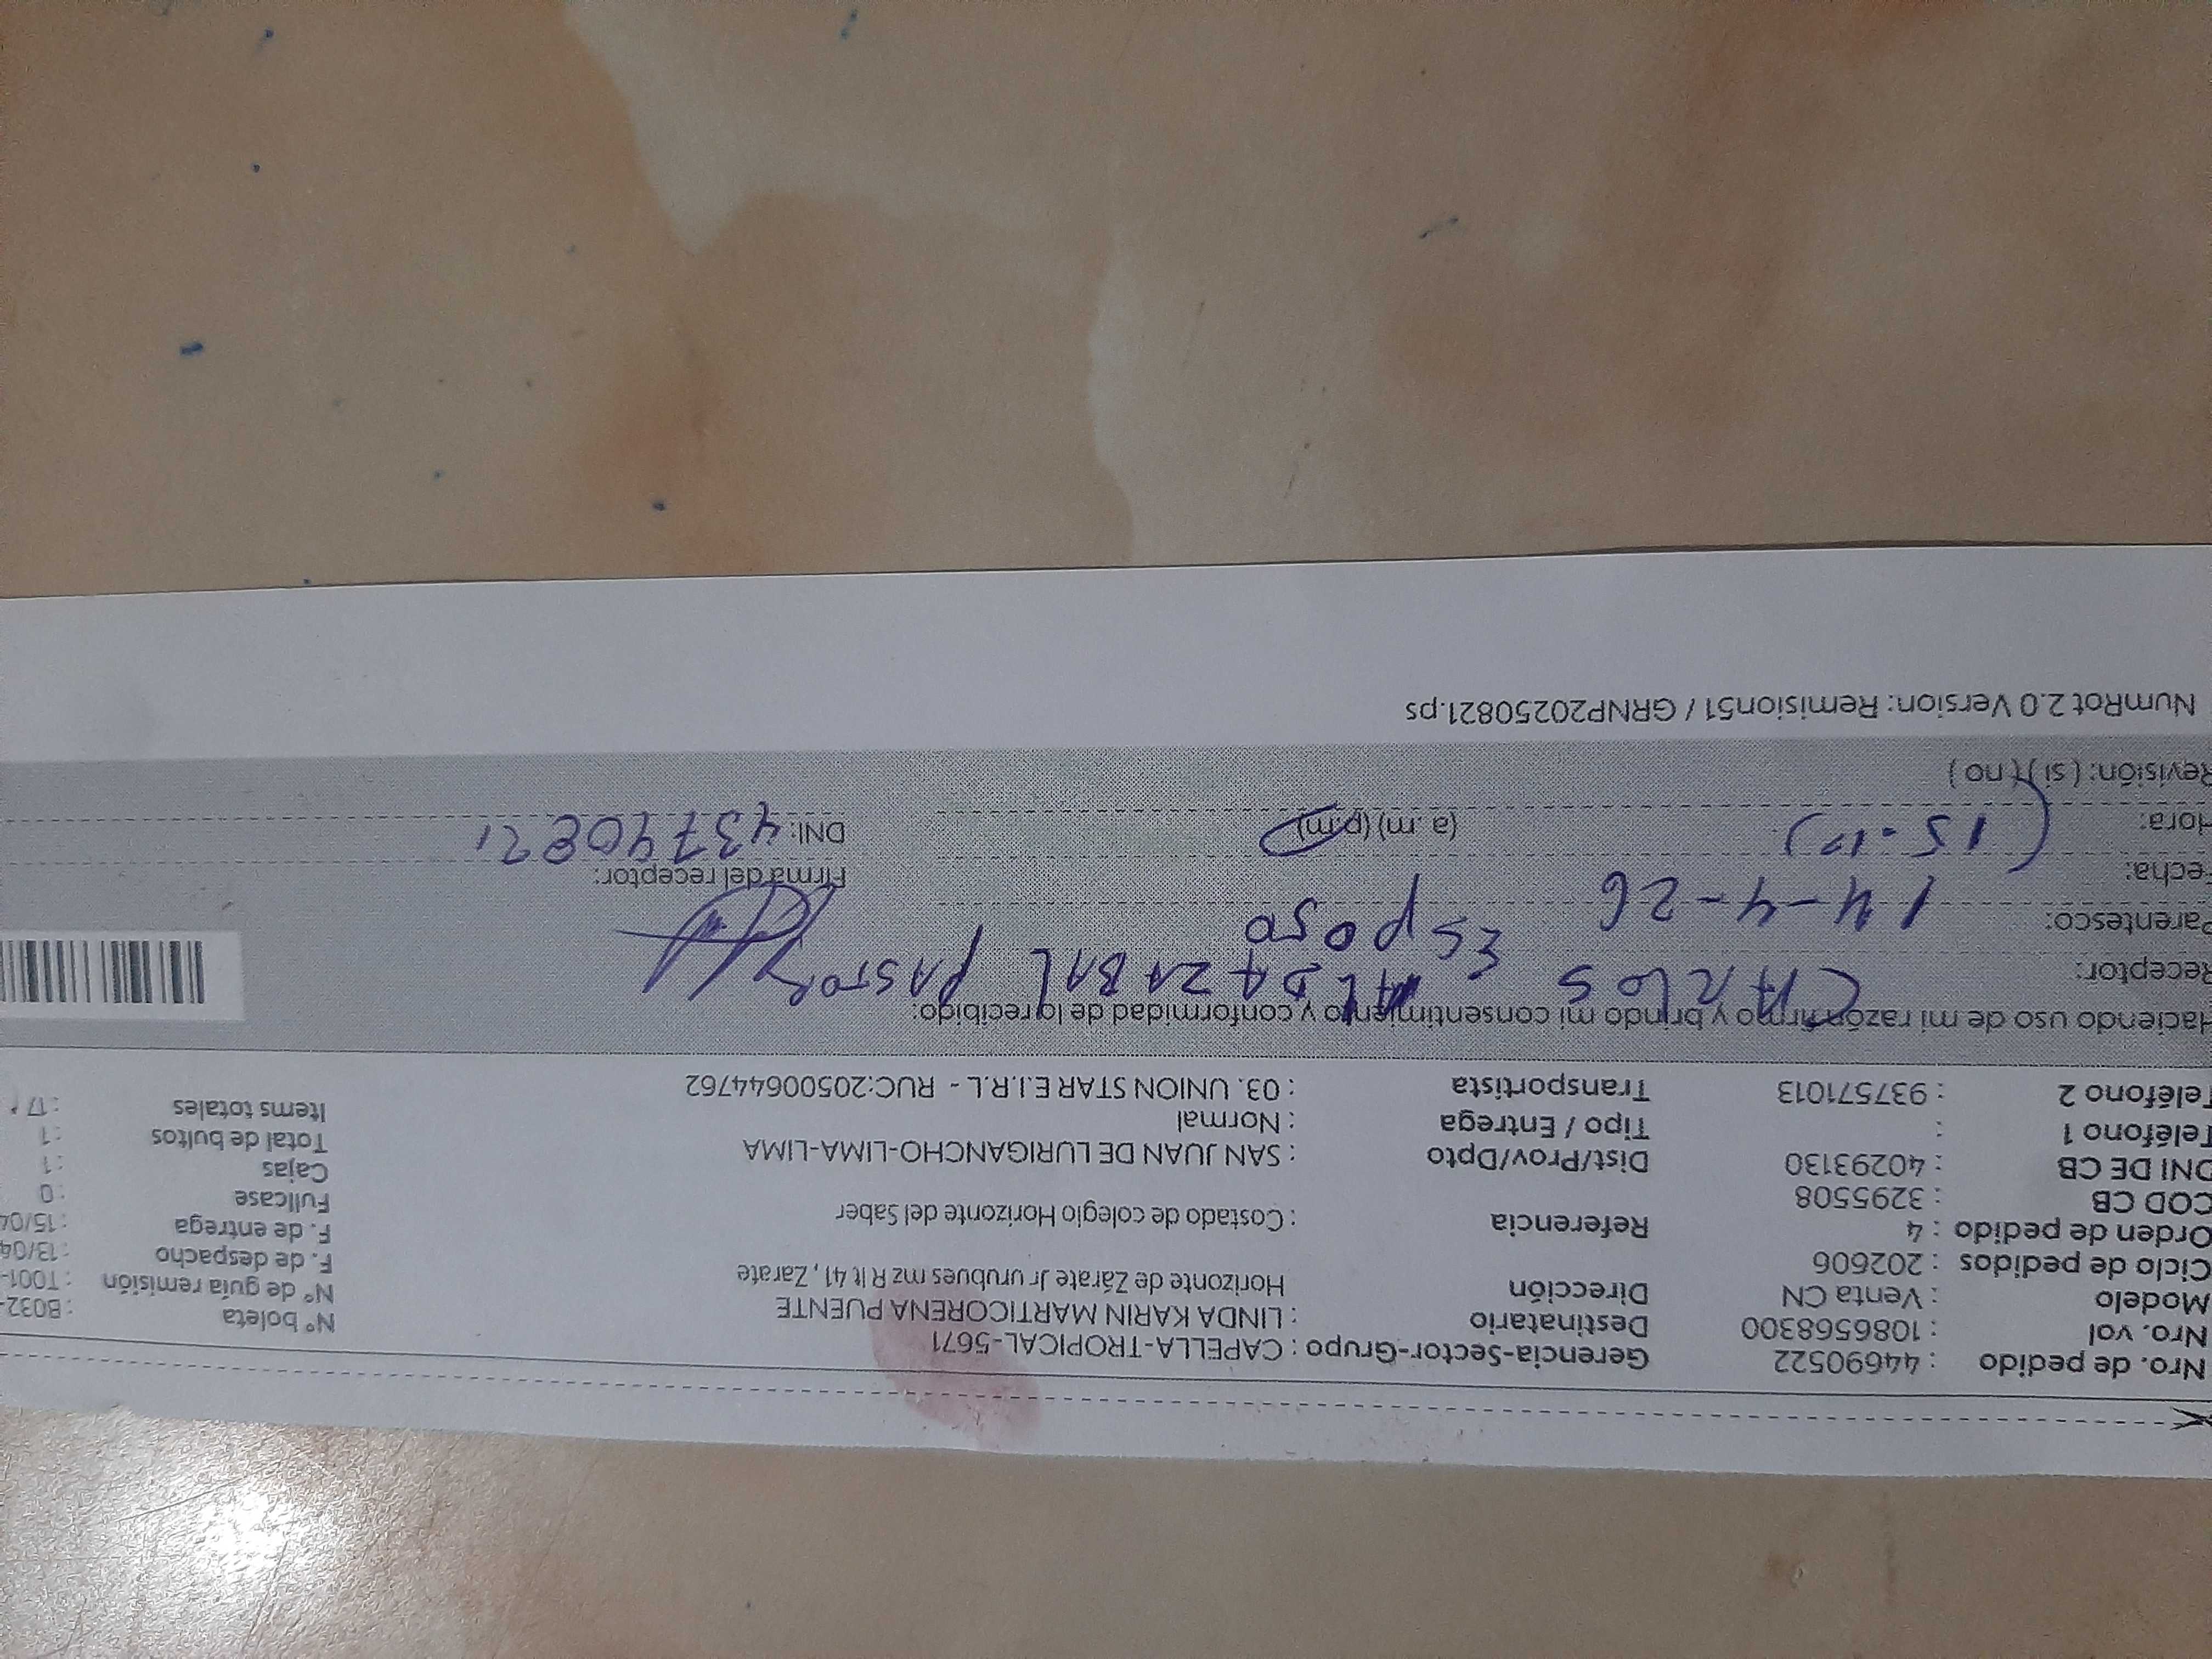 Nro. de pedido : 44690522 Gerencia-Sector-Grupo : CAPELLA-TROPICAL-5671
Nro. val : 1086568300 Destinatario : LINDA KARIN MARTICORENA PUENTE Nº boleta : B032-
Modelo : Venta CN Dirección Horizonte de Zárate Jr urubues mz R lt 41, Zarate Nº de guía remisión : T001-
Ciclo de pedidos : 202606 F. de despacho : 13/04
Orden de pedido : 4 Referencia : Costado de colegio Horizonte del Saber F. de entrega : 15/04
COD CB : 3295508 Fullcase : 0
DNI DE CB : 40293130 Dist/Prov/Dpto : SAN JUAN DE LURIGANCHO-LIMA-LIMA Cajas : 1
Teléfono 1 : Tipo / Entrega : Normal Total de bultos : 1
Teléfono 2 : 937571013 Transportista : 03. UNION STAR E.I.R.L - RUC:20500644762 Items totales : 17
Haciendo uso de mi razón firmo y brindo mi consentimiento y conformidad de lo recibido:
Receptor: CARLOS ALDAZABAL PASTOR
Parentesco: Esposo
Fecha: 14-4-26 Firma del receptor:
Hora: (a.m) (p.m) DNI: 43740821
Revisión: ( si ) ( no )
NumRot 2.0 Version: Remision51 / GRNP20250821.ps